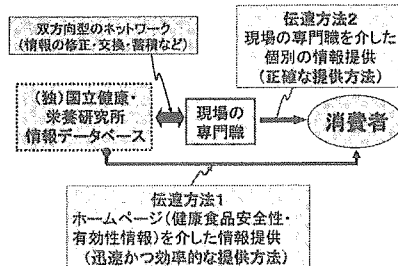 双方向型のネットワーク
(情報の修正・交換・蓄積など)
伝達方法2
現場の専門職を介した
個別の情報提供
(正確な提供方法)
(独)国立健康・
栄養研究所
情報データベース
現場の
専門職
消費者
伝達方法1
ホームページ(健康食品安全性・
有効性情報)を介した情報提供
(迅速かつ効率的な提供方法)